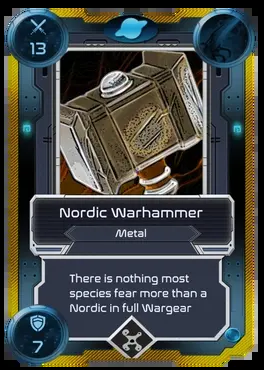 13
Nordic Warhammer
Metal
There is nothing most
species fear more than a
Nordic in full Wargear
7